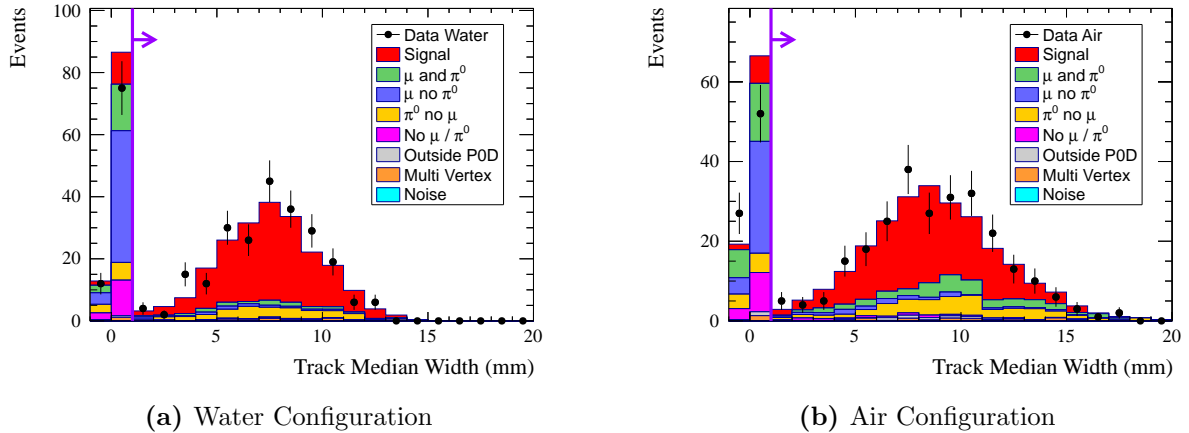 Events
100
80
60
40
20
0
0
5
10
15
20
Track Median Width (mm)
Data Water
Signal
μ and π⁰
μ no π⁰
π⁰ no μ
No μ / π⁰
Outside P0D
Multi Vertex
Noise
(a) Water Configuration
Events
60
40
20
0
0
5
10
15
20
Track Median Width (mm)
Data Air
Signal
μ and π⁰
μ no π⁰
π⁰ no μ
No μ / π⁰
Outside P0D
Multi Vertex
Noise
(b) Air Configuration